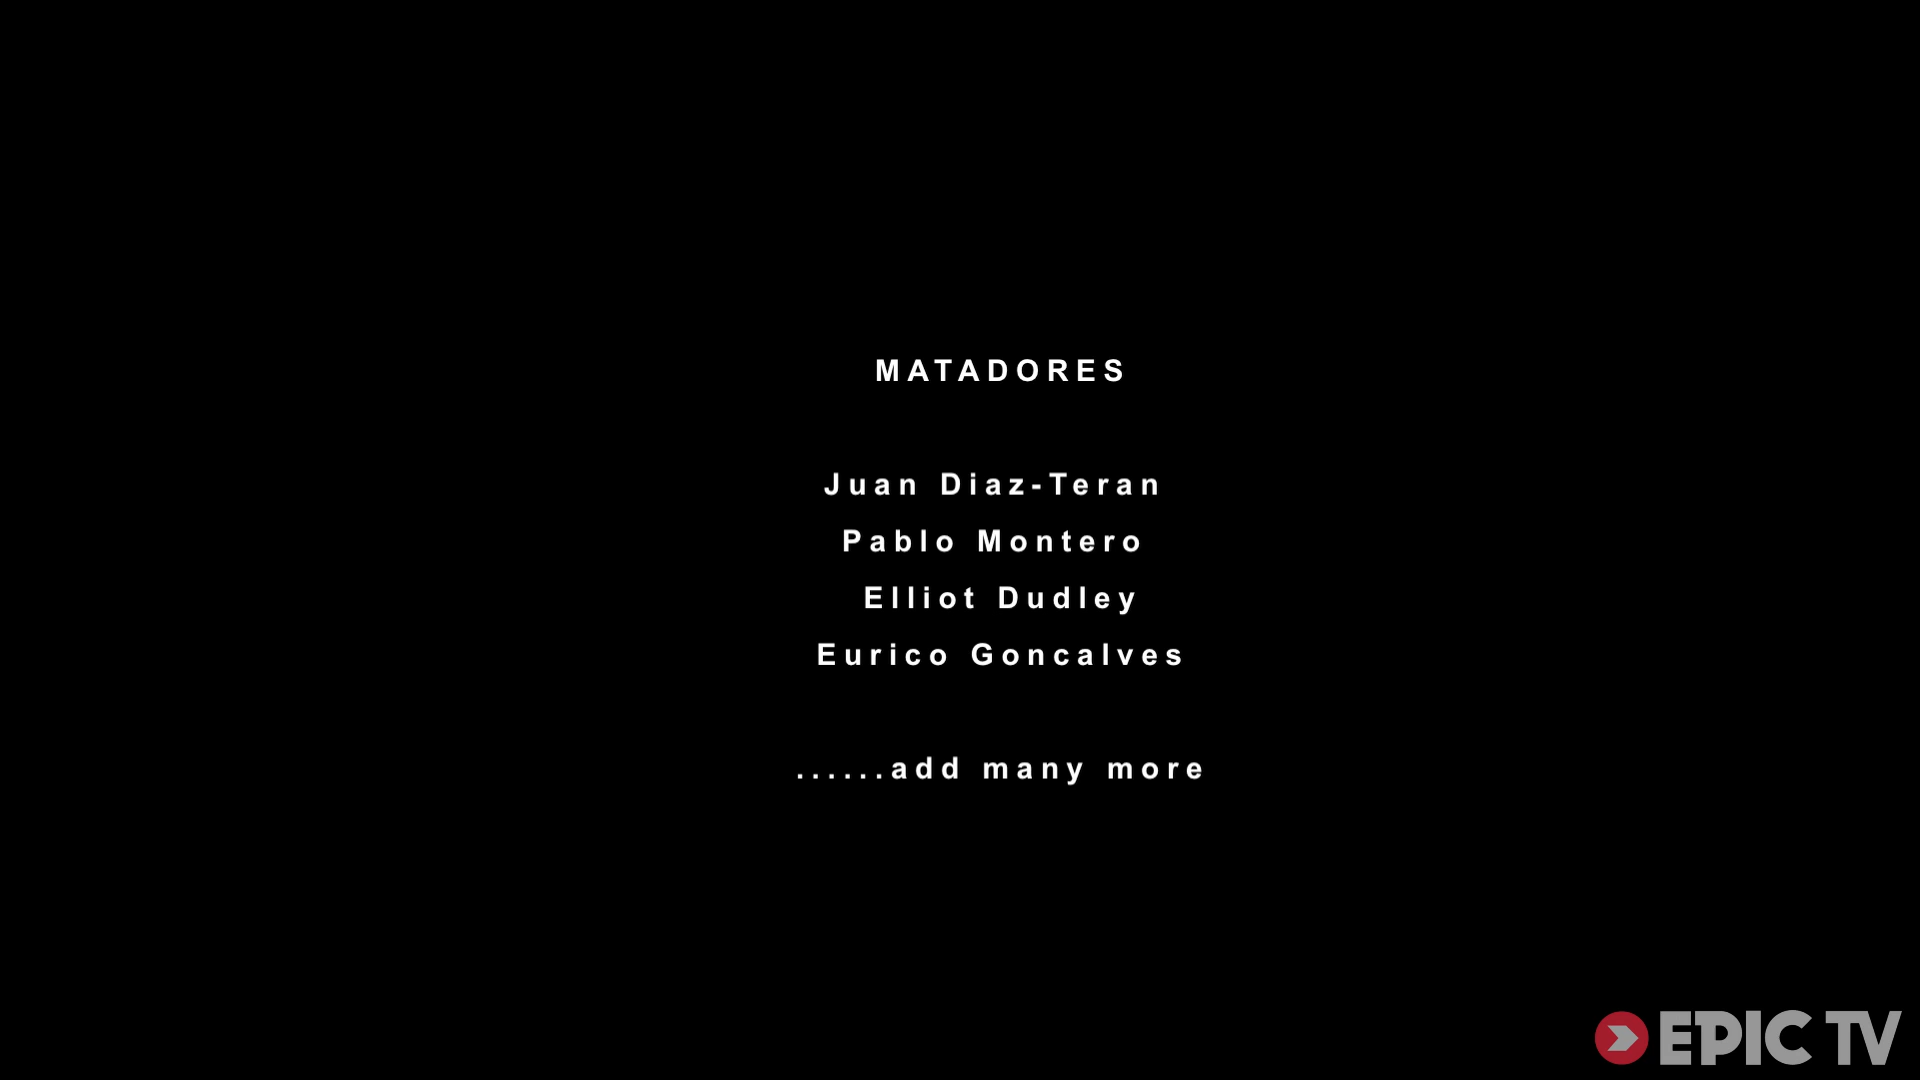 MATADORES
Juan Diaz-Teran
Pablo Montero
Elliot Dudley
Eurico Goncalves
......add many more
EPIC TV